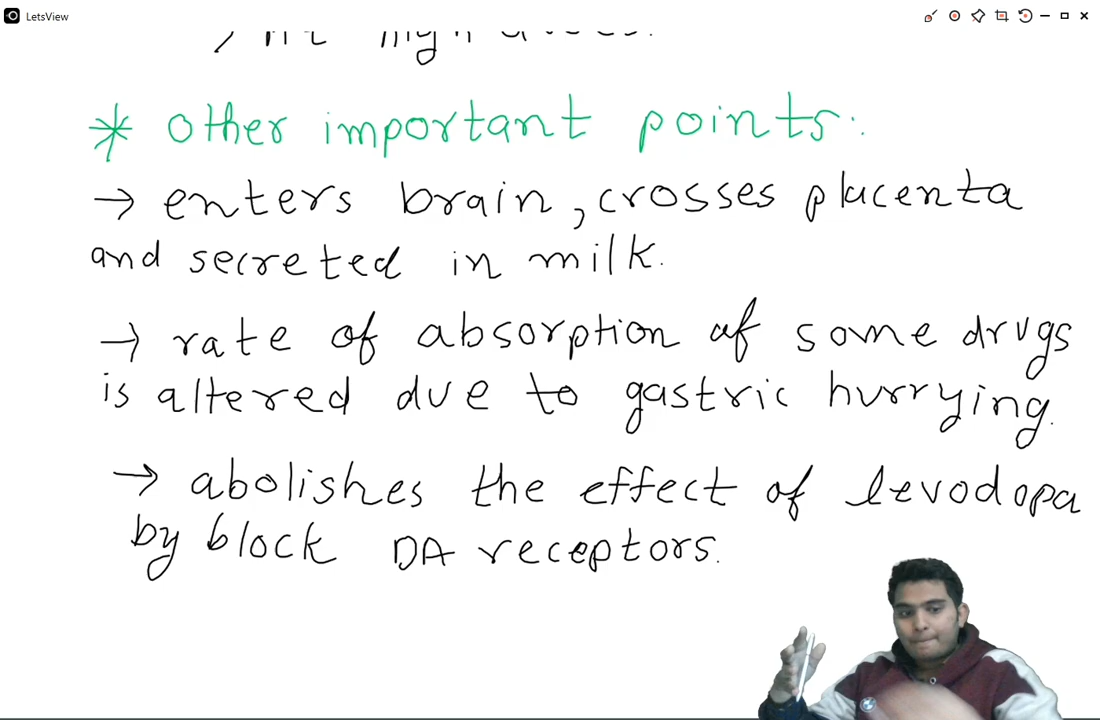 LetsView
* other important points.
→ enters brain, crosses placenta
and secreted in milk.
→ rate of absorption of some drugs
is altered due to gastric hurrying.
→ abolishes the effect of levodopa
by block DA receptors.